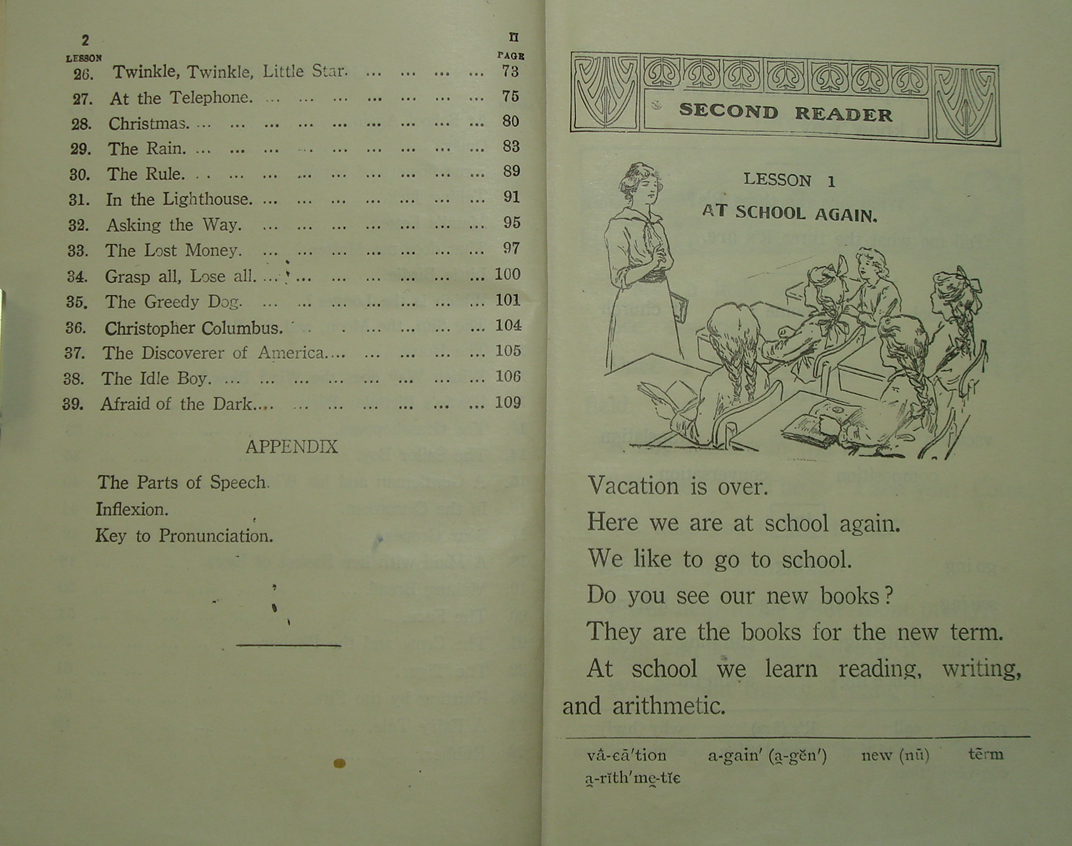 2 II
LESSON PAGE
26. Twinkle, Twinkle, Little Star. ... ... ... ... 73
27. At the Telephone. ... ... ... ... ... ... ... 75
28. Christmas. ... ... ... ... ... ... ... ... ... 80
29. The Rain. ... ... ... ... ... ... ... ... ... 83
30. The Rule. ... ... ... ... ... ... ... ... ... 89
31. In the Lighthouse. ... ... ... ... ... ... ... 91
32. Asking the Way. ... ... ... ... ... ... ... 95
33. The Lost Money. ... ... ... ... ... ... ... 97
34. Grasp all, Lose all. ... ... ... ... ... ... ... 100
35. The Greedy Dog. ... ... ... ... ... ... ... 101
36. Christopher Columbus. ... ... ... ... ... ... 104
37. The Discoverer of America.... ... ... ... ... 105
38. The Idle Boy. ... ... ... ... ... ... ... ... 106
39. Afraid of the Dark.... ... ... ... ... ... ... 109
APPENDIX
The Parts of Speech.
Inflexion.
Key to Pronunciation.
SECOND READER
LESSON 1
AT SCHOOL AGAIN.
Vacation is over.
Here we are at school again.
We like to go to school.
Do you see our new books?
They are the books for the new term.
At school we learn reading, writing,
and arithmetic.
vâ-єā′tion a-gain′ (a̤-gĕn′) new (nū) tẽrm
a̤-rĭth′me̤-tĭє